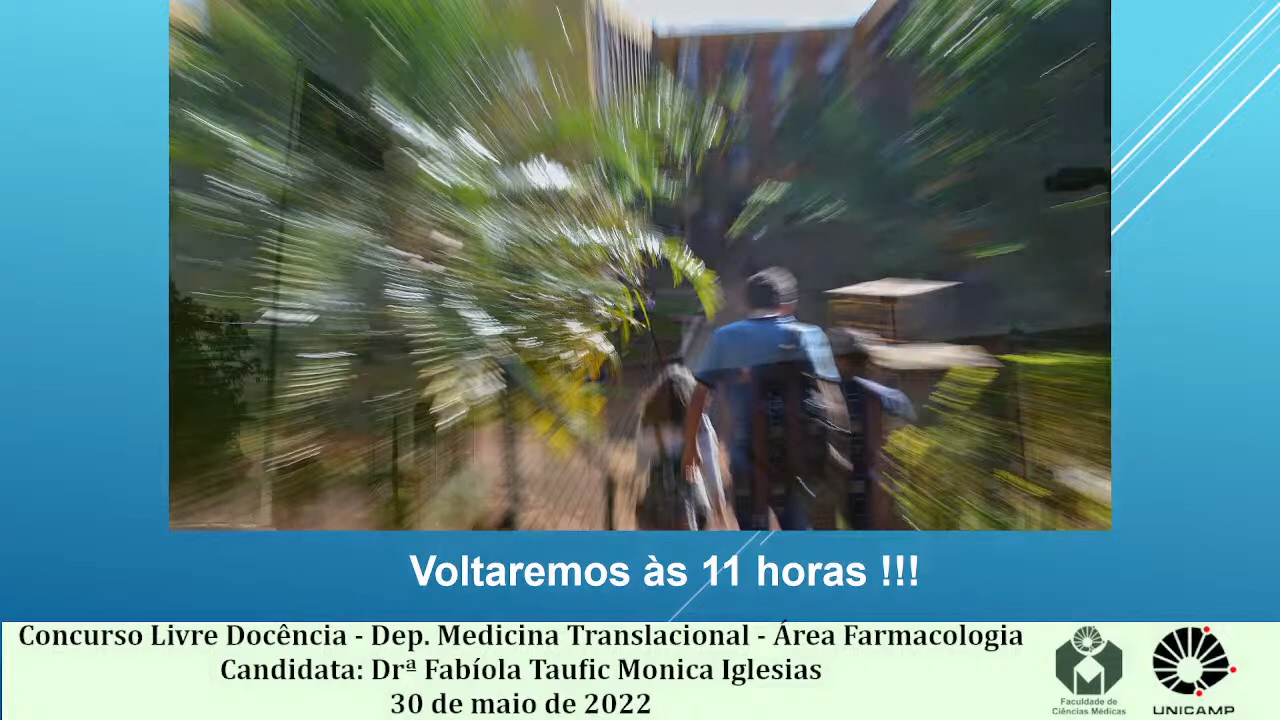 Voltaremos às 11 horas !!!
Concurso Livre Docência - Dep. Medicina Translacional - Área Farmacologia
Candidata: Drª Fabíola Taufic Monica Iglesias
30 de maio de 2022
Faculdade de
Ciências Médicas
UNICAMP